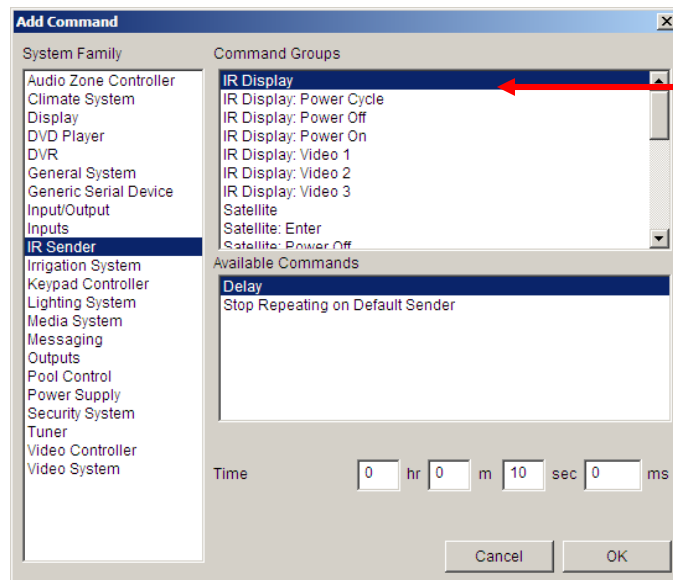 Add Command
System Family
Audio Zone Controller
Climate System
Display
DVD Player
DVR
General System
Generic Serial Device
Input/Output
Inputs
IR Sender
Irrigation System
Keypad Controller
Lighting System
Media System
Messaging
Outputs
Pool Control
Power Supply
Security System
Tuner
Video Controller
Video System
Command Groups
IR Display
IR Display: Power Cycle
IR Display: Power Off
IR Display: Power On
IR Display: Video 1
IR Display: Video 2
IR Display: Video 3
Satellite
Satellite: Enter
Satellite: Power Off
Available Commands
Delay
Stop Repeating on Default Sender
Time 0 hr 0 m 10 sec 0 ms
Cancel OK